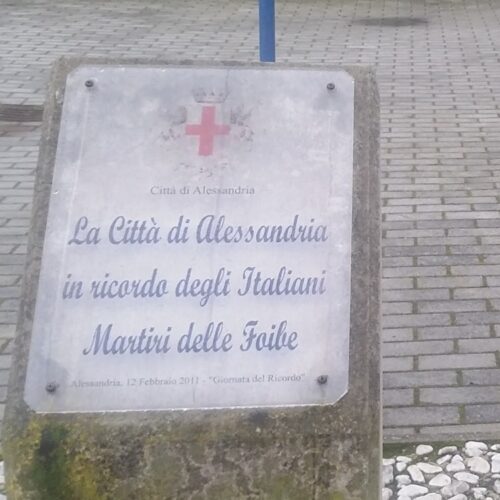 Città di Alessandria
La Città di Alessandria
in ricordo degli Italiani
Martiri delle Foibe
Alessandria, 12 Febbraio 2011 - "Giornata del Ricordo"